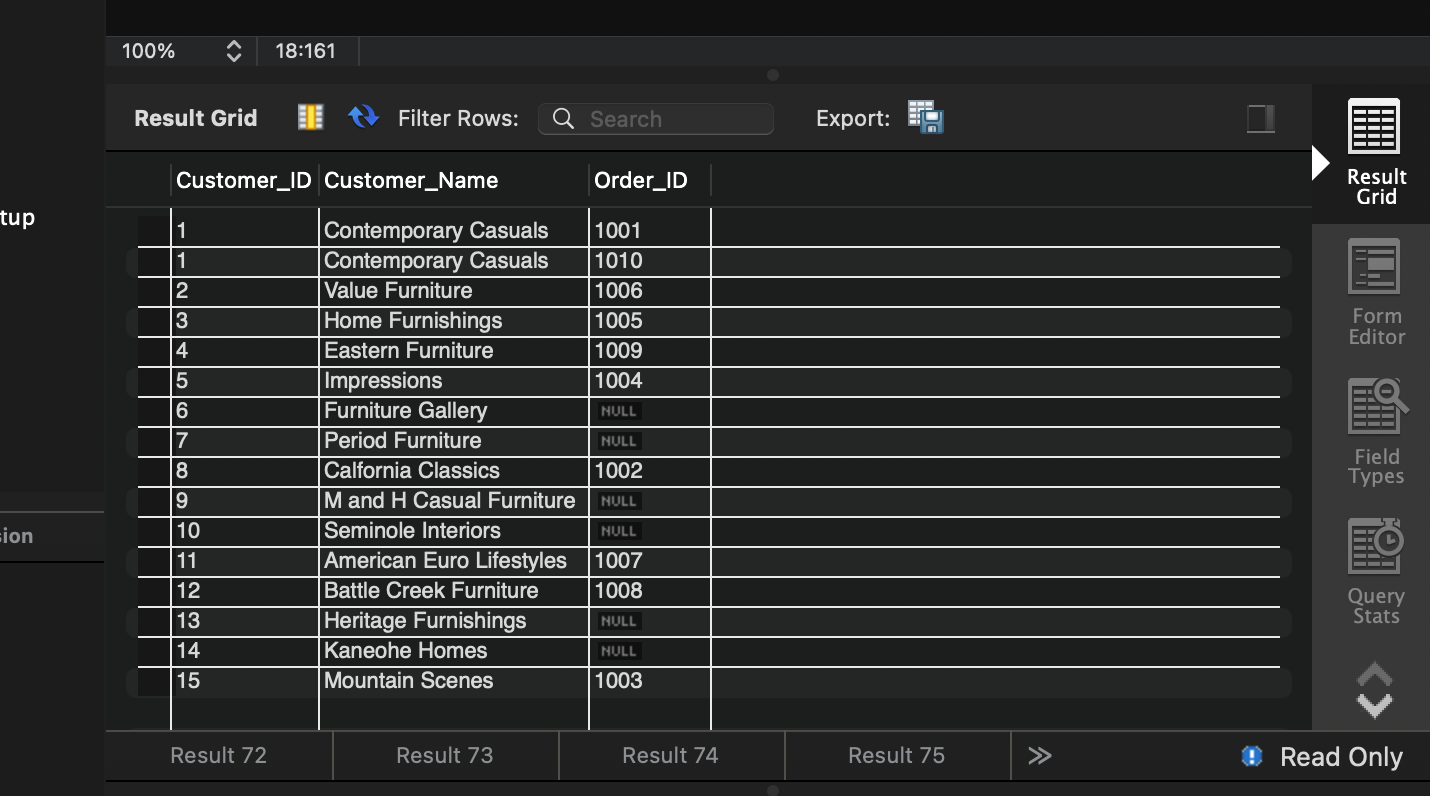 100% 18:161
Result Grid Filter Rows: Search Export:
Customer_ID Customer_Name Order_ID
1 Contemporary Casuals 1001
1 Contemporary Casuals 1010
2 Value Furniture 1006
3 Home Furnishings 1005
4 Eastern Furniture 1009
5 Impressions 1004
6 Furniture Gallery NULL
7 Period Furniture NULL
8 Calfornia Classics 1002
9 M and H Casual Furniture NULL
10 Seminole Interiors NULL
11 American Euro Lifestyles 1007
12 Battle Creek Furniture 1008
13 Heritage Furnishings NULL
14 Kaneohe Homes NULL
15 Mountain Scenes 1003
Result 72 Result 73 Result 74 Result 75 Read Only
tup
sion
Result
Grid
Form
Editor
Field
Types
Query
Stats